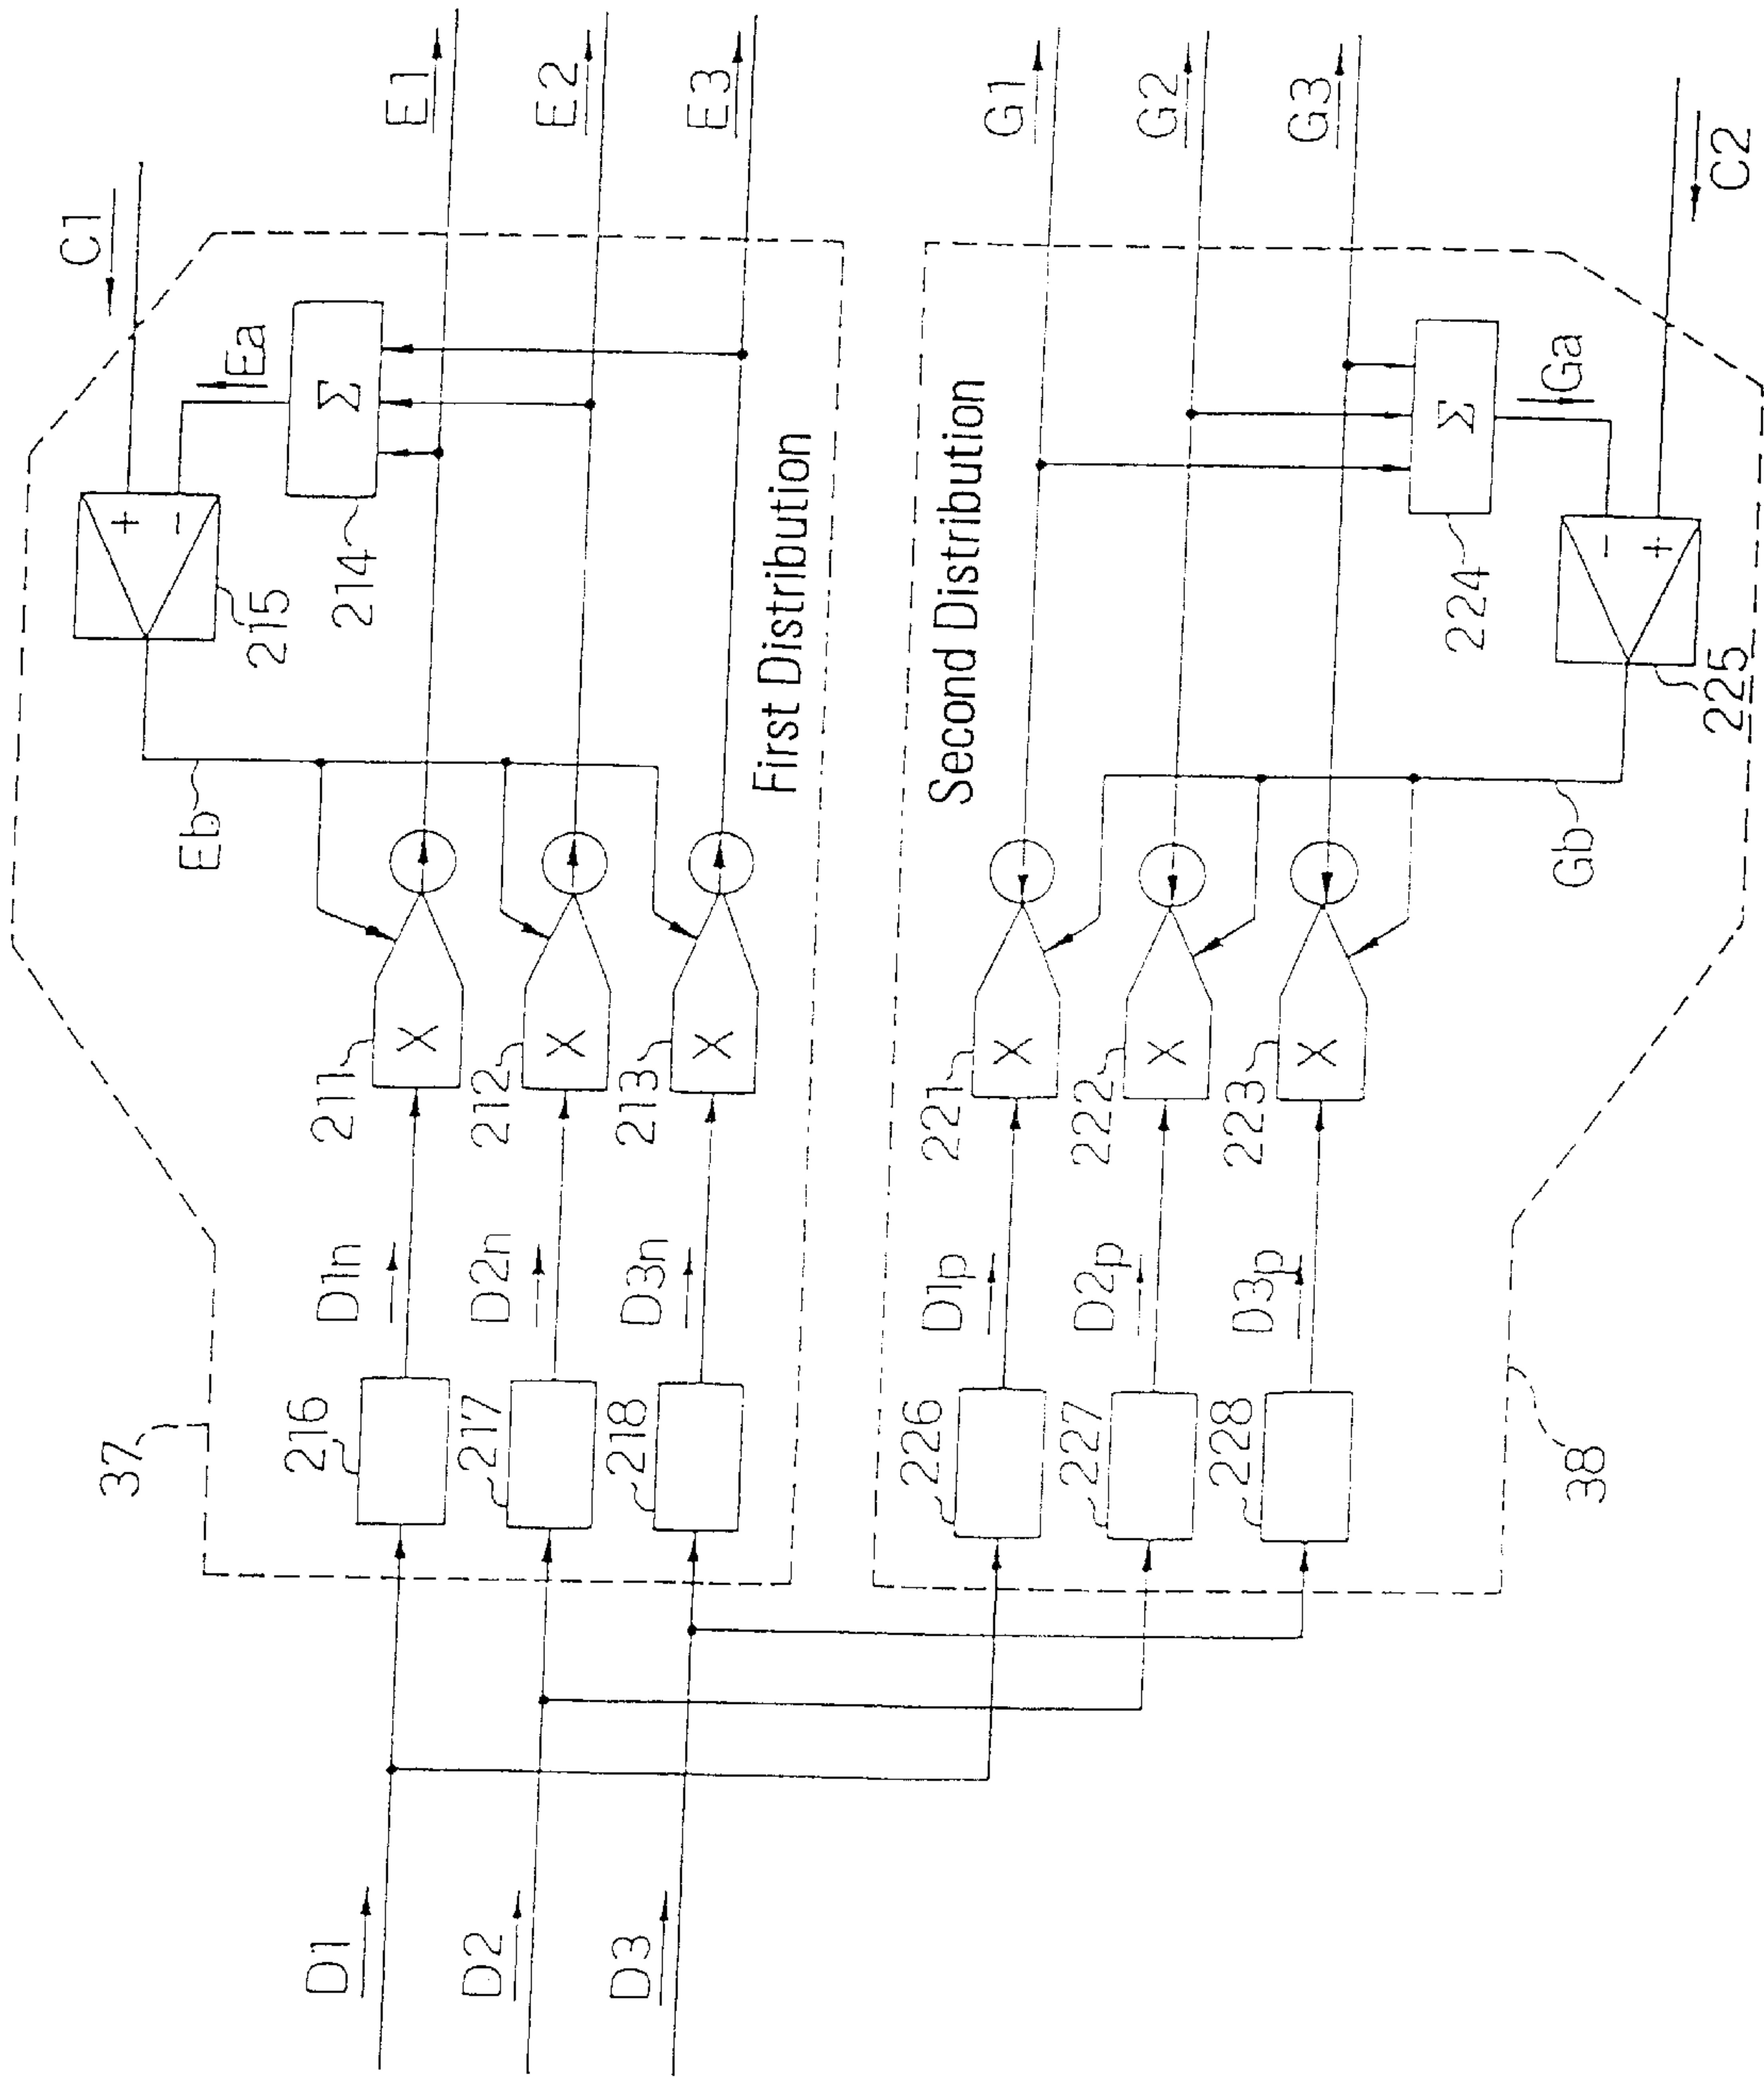 C1
E1
E2
E3
Ea
+
−
Σ
215
214
Eb
First Distribution
37
D1n
D2n
D3n
211
212
213
X
X
X
216
217
218
D1
D2
D3
Second Distribution
G1
G2
G3
C2
Ga
Σ
−
+
224
225
Gb
221
222
223
X
X
X
D1p
D2p
D3p
226
227
228
38